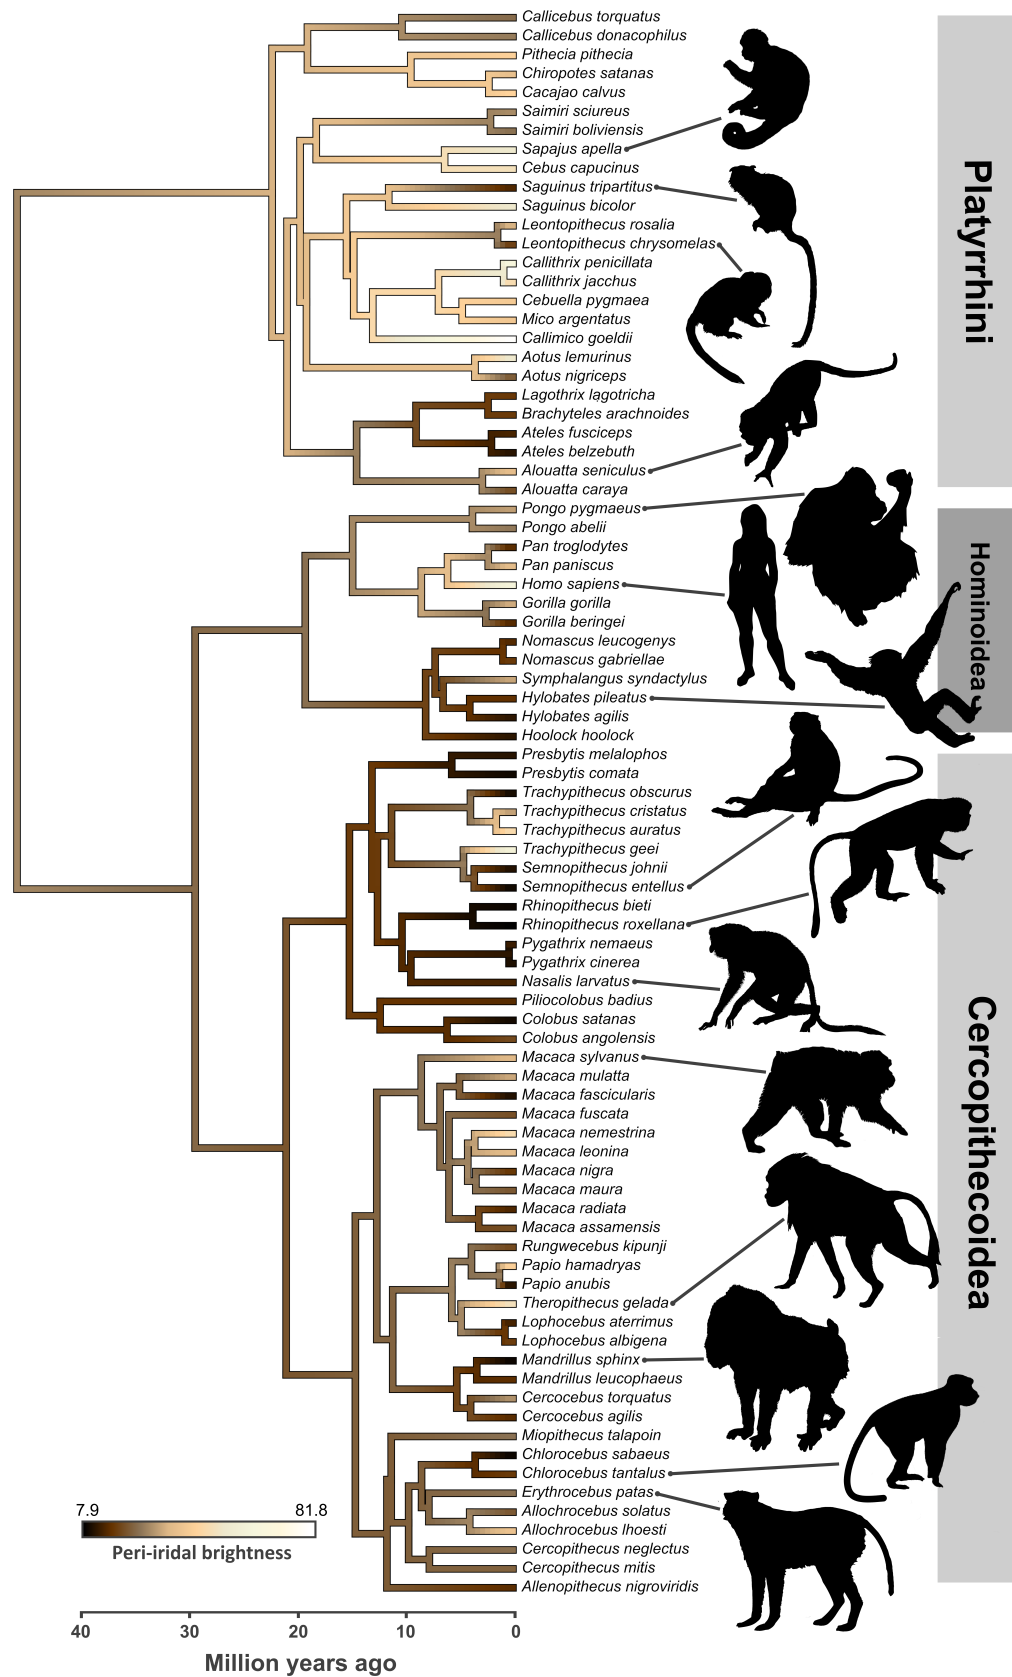 Callicebus torquatus
Callicebus donacophilus
Pithecia pithecia
Chiropotes satanas
Cacajao calvus
Saimiri sciureus
Saimiri boliviensis
Sapajus apella
Cebus capucinus
Saguinus tripartitus
Saguinus bicolor
Leontopithecus rosalia
Leontopithecus chrysomelas
Callithrix penicillata
Callithrix jacchus
Cebuella pygmaea
Mico argentatus
Callimico goeldii
Aotus lemurinus
Aotus nigriceps
Lagothrix lagotricha
Brachyteles arachnoides
Ateles fusciceps
Ateles belzebuth
Alouatta seniculus
Alouatta caraya
Platyrrhini
Pongo pygmaeus
Pongo abelii
Pan troglodytes
Pan paniscus
Homo sapiens
Gorilla gorilla
Gorilla beringei
Nomascus leucogenys
Nomascus gabriellae
Symphalangus syndactylus
Hylobates pileatus
Hylobates agilis
Hoolock hoolock
Hominoidea
Presbytis melalophos
Presbytis comata
Trachypithecus obscurus
Trachypithecus cristatus
Trachypithecus auratus
Trachypithecus geei
Semnopithecus johnii
Semnopithecus entellus
Rhinopithecus bieti
Rhinopithecus roxellana
Pygathrix nemaeus
Pygathrix cinerea
Nasalis larvatus
Piliocolobus badius
Colobus satanas
Colobus angolensis
Macaca sylvanus
Macaca mulatta
Macaca fascicularis
Macaca fuscata
Macaca nemestrina
Macaca leonina
Macaca nigra
Macaca maura
Macaca radiata
Macaca assamensis
Rungwecebus kipunji
Papio hamadryas
Papio anubis
Theropithecus gelada
Lophocebus aterrimus
Lophocebus albigena
Mandrillus sphinx
Mandrillus leucophaeus
Cercocebus torquatus
Cercocebus agilis
Miopithecus talapoin
Chlorocebus sabaeus
Chlorocebus tantalus
Erythrocebus patas
Allochrocebus solatus
Allochrocebus lhoesti
Cercopithecus neglectus
Cercopithecus mitis
Allenopithecus nigroviridis
Cercopithecoidea
7.9 81.8
Peri-iridal brightness
40 30 20 10 0
Million years ago